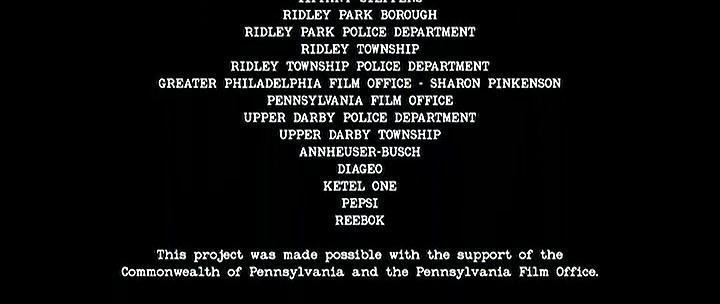 RIDLEY PARK BOROUGH
RIDLEY PARK POLICE DEPARTMENT
RIDLEY TOWNSHIP
RIDLEY TOWNSHIP POLICE DEPARTMENT
GREATER PHILADELPHIA FILM OFFICE - SHARON PINKENSON
PENNSYLVANIA FILM OFFICE
UPPER DARBY POLICE DEPARTMENT
UPPER DARBY TOWNSHIP
ANNHEUSER-BUSCH
DIAGEO
KETEL ONE
PEPSI
REEBOK
This project was made possible with the support of the
Commonwealth of Pennsylvania and the Pennsylvania Film Office.